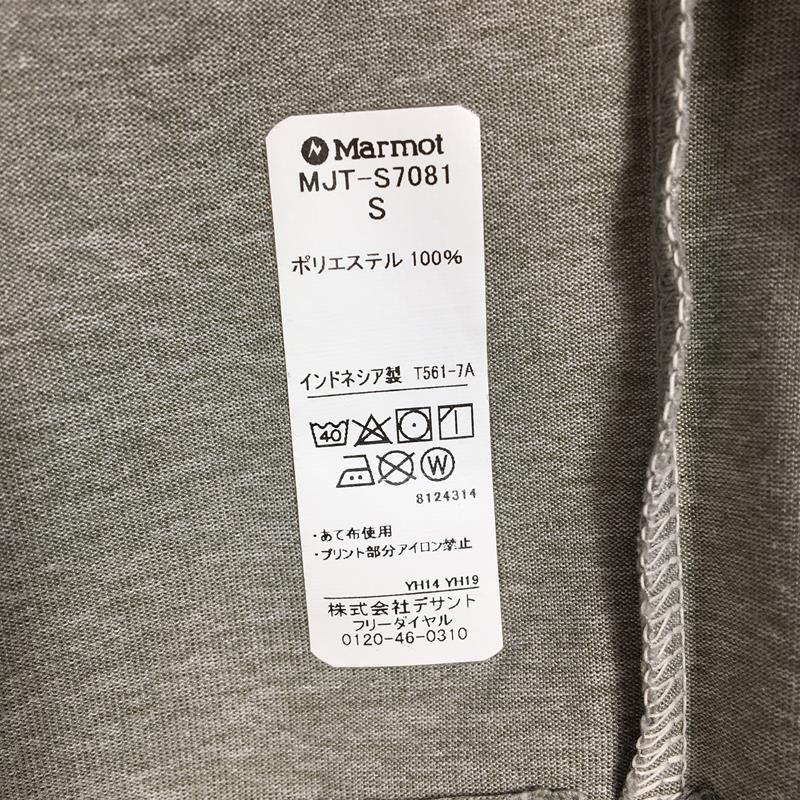 Marmot
MJT-S7081
S
ポリエステル 100%
インドネシア製 T561-7A
40
W
8124314
・あて布使用
・プリント部分アイロン禁止
YH14 YH19
株式会社デサント
フリーダイヤル
0120-46-0310